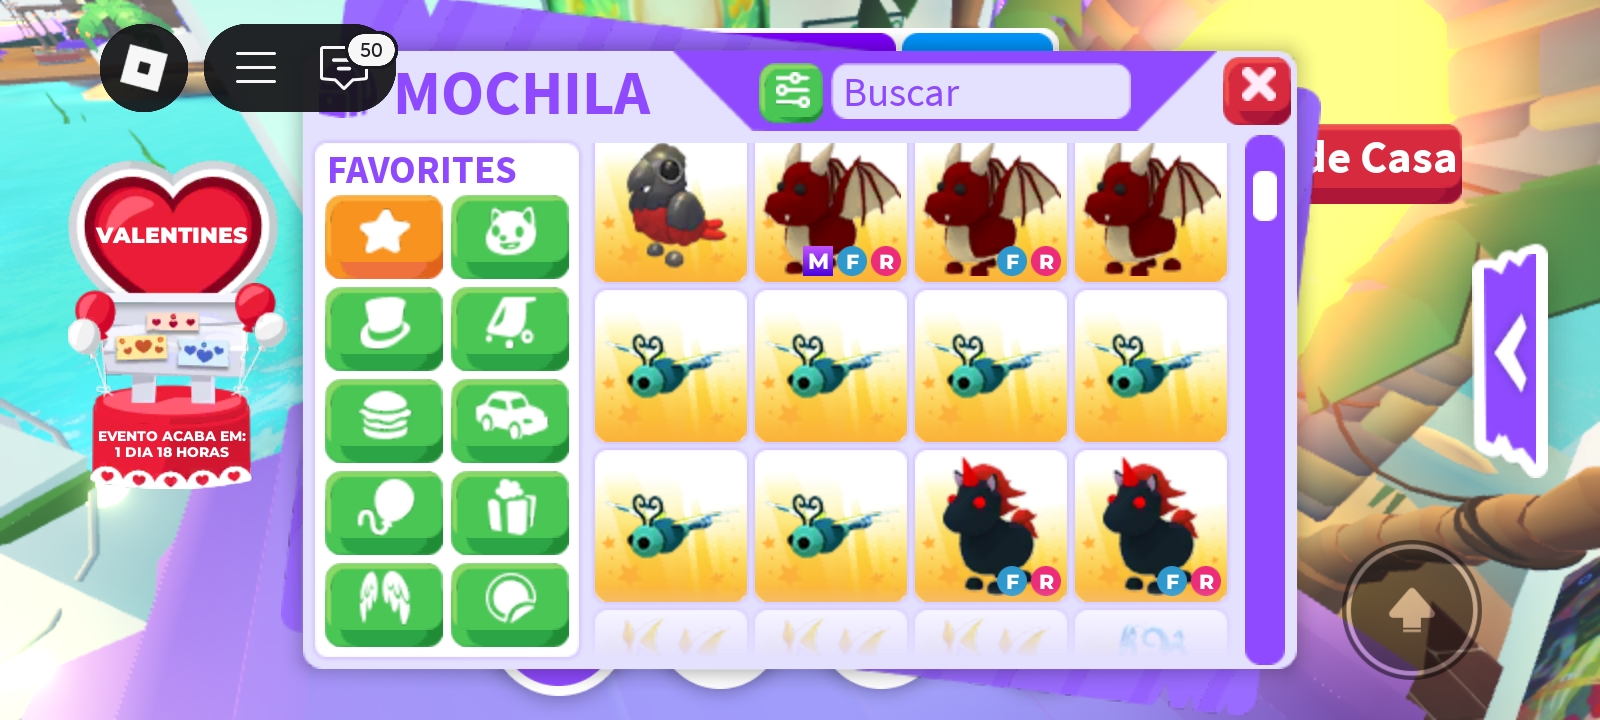 50
MOCHILA
Buscar
FAVORITES
VALENTINES
EVENTO ACABA EM:
1 DIA 18 HORAS
de Casa
M F R
F R
F R
F R